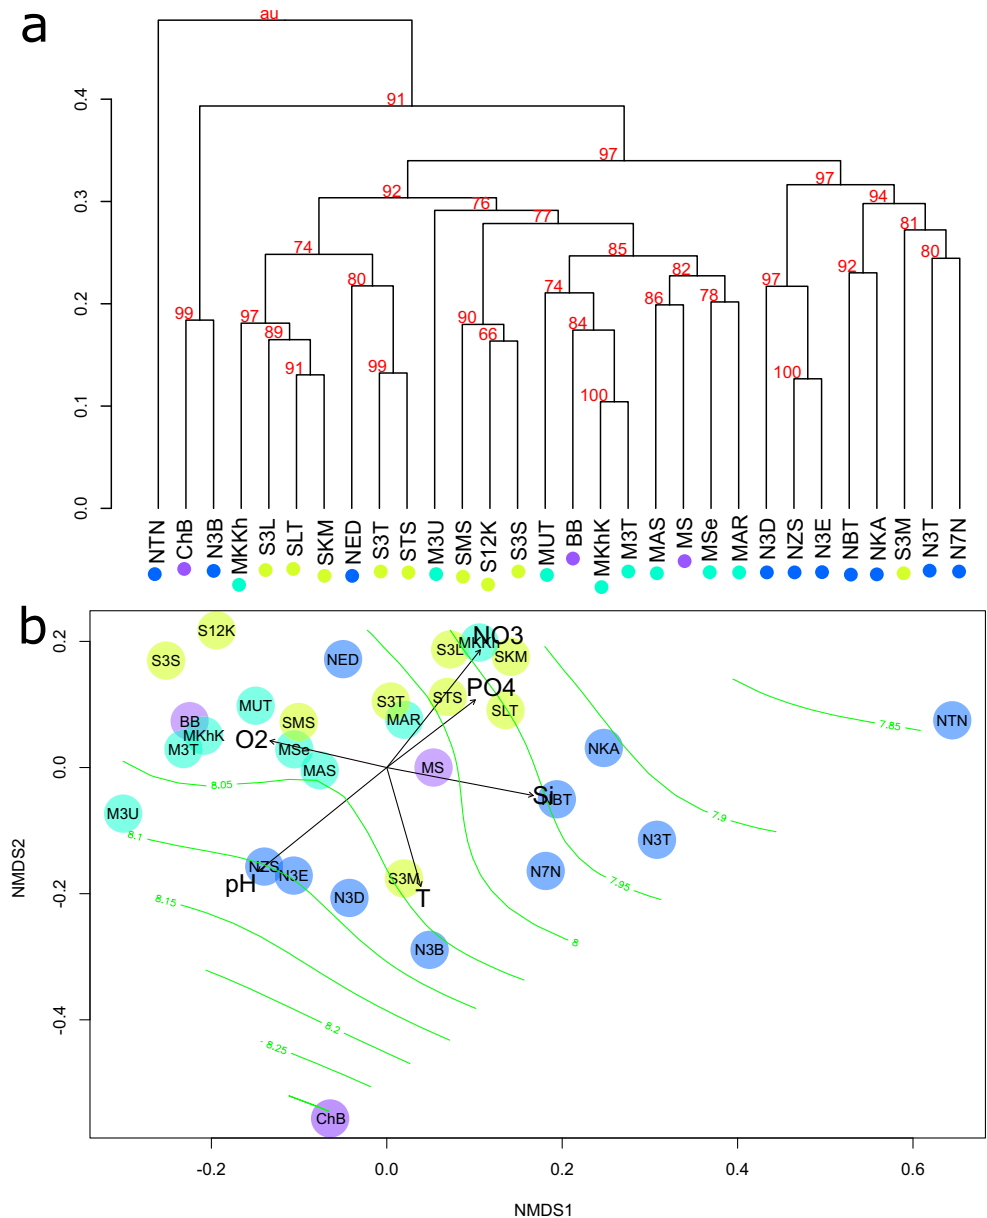 a
au
91
97
92
97
76
94
77
81
74
85
80
80
82
92
97
74
86
78
99
97
90
84
89
66
91
99
100
100
0.4
0.3
0.2
0.1
0.0
NTN
ChB
N3B
MKKh
S3L
SLT
SKM
NED
S3T
STS
M3U
SMS
S12K
S3S
MUT
BB
MKhK
M3T
MAS
MS
MSe
MAR
N3D
NZS
N3E
NBT
NKA
S3M
N3T
N7N
b
S12K
S3S
NED
S3L
MKKh
NO3
SKM
PO4
STS
SLT
S3T
MAR
MUT
SMS
BB
MKhK
M3T
O2
MSe
MAS
MS
NKA
NTN
7.85
Si
NBT
7.9
M3U
8.05
8.1
N3T
NZS
N3E
pH
N7N
7.95
S3M
T
N3D
8.15
8
N3B
8.2
8.25
ChB
0.2
0.0
-0.2
-0.4
NMDS2
-0.2
0.0
0.2
0.4
0.6
NMDS1